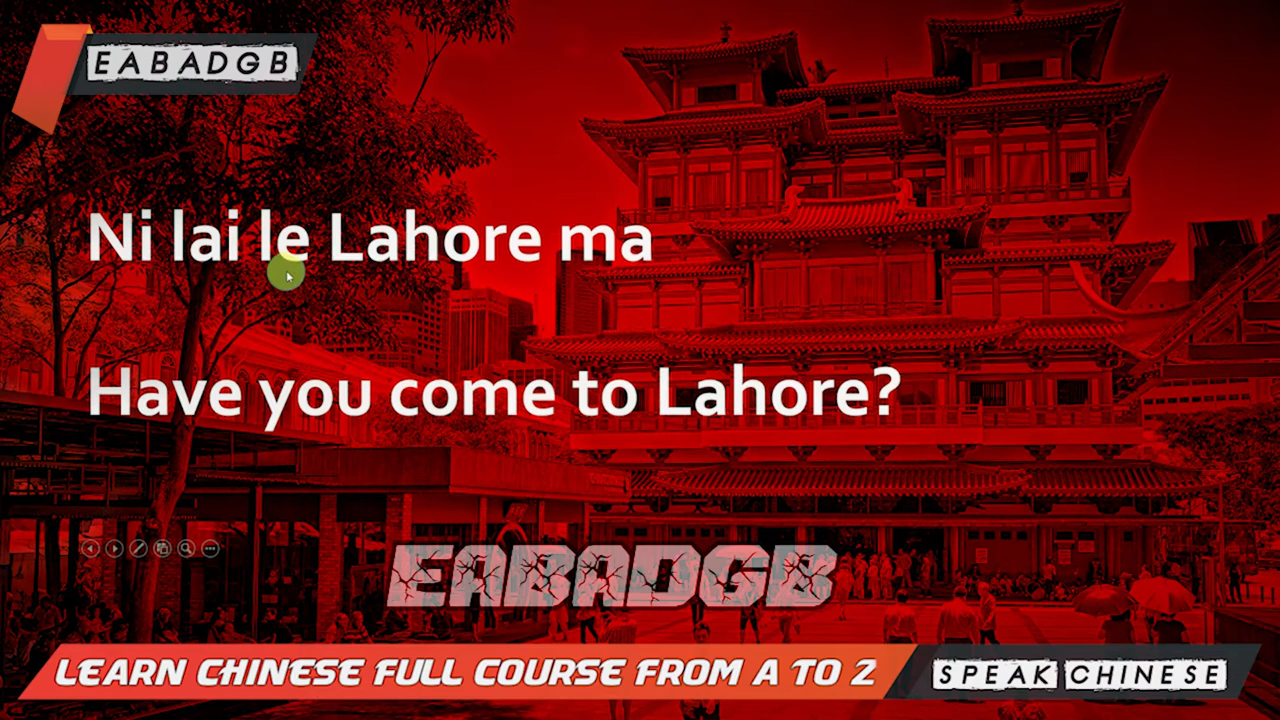 EABADGB
Ni lai le Lahore ma
Have you come to Lahore?
EABADGB
LEARN CHINESE FULL COURSE FROM A TO Z
SPEAK CHINESE